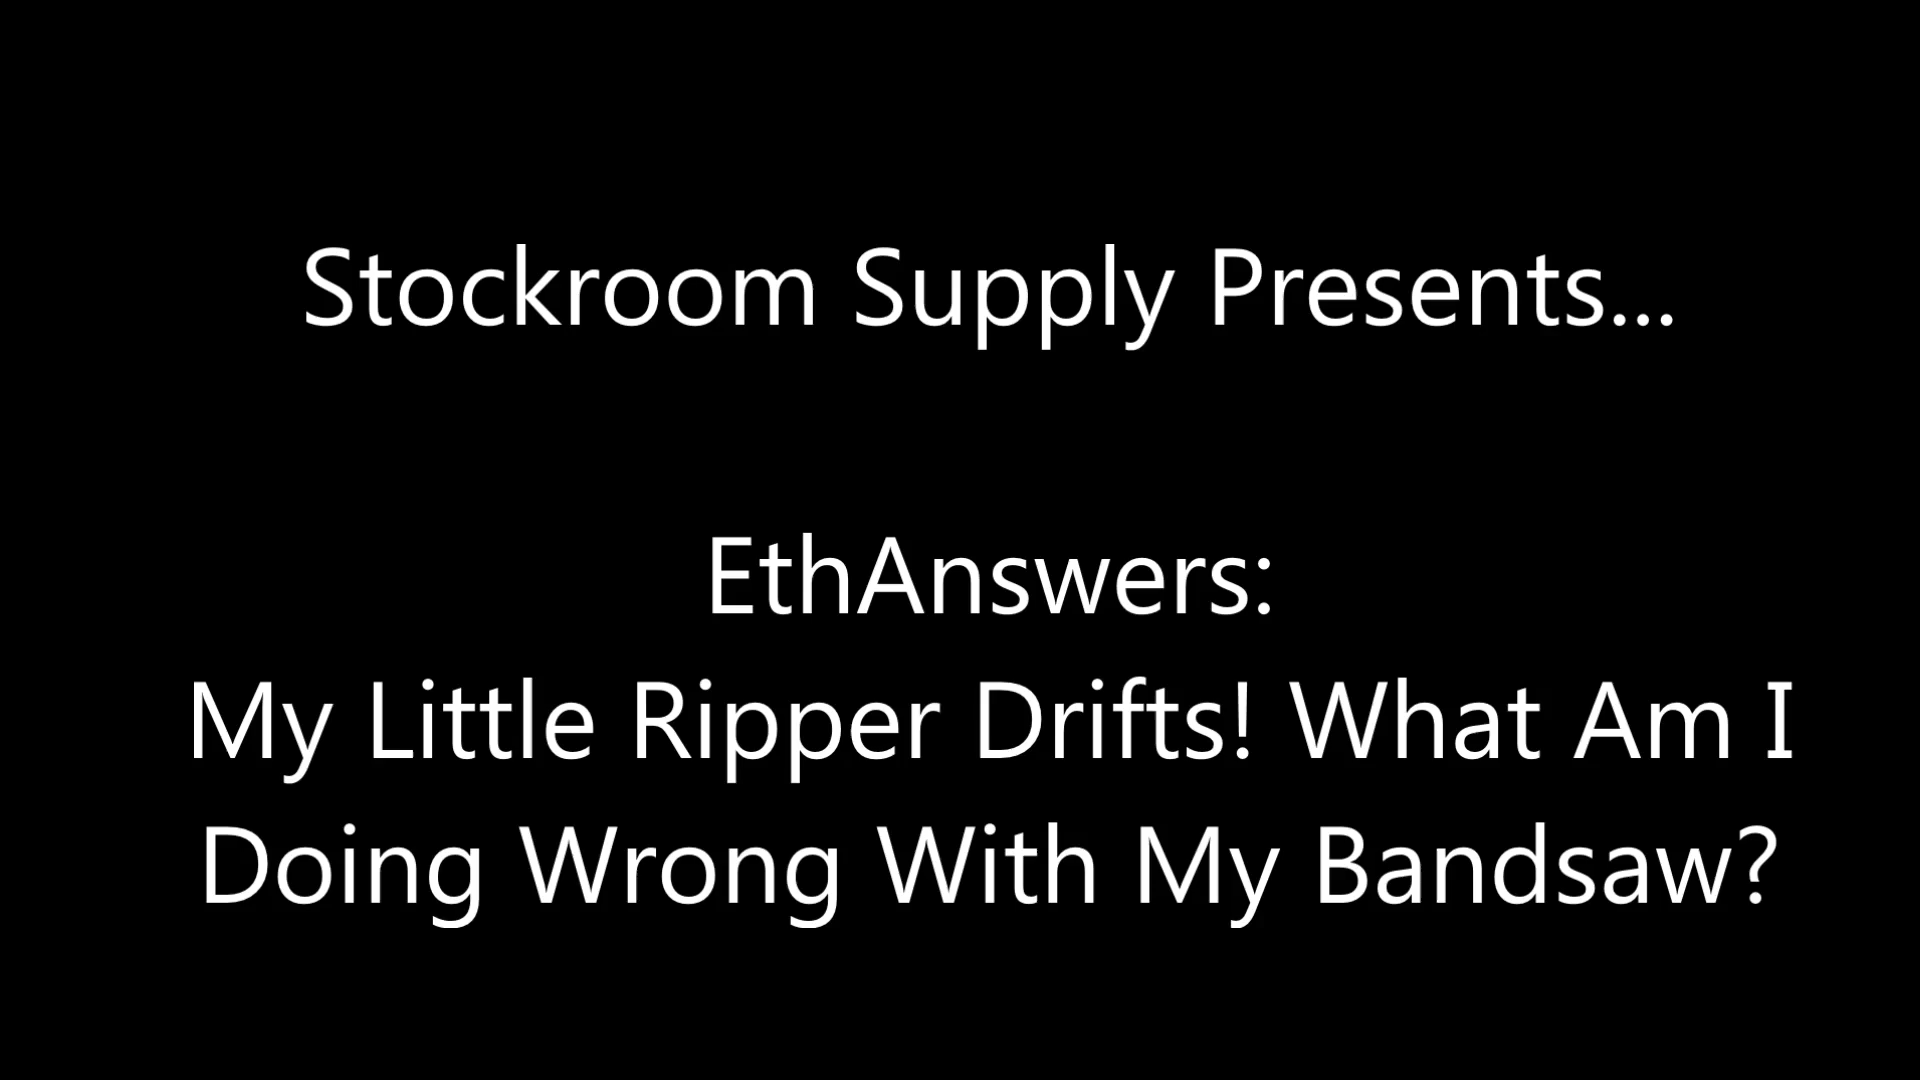 Stockroom Supply Presents...
EthAnswers:
My Little Ripper Drifts! What Am I
Doing Wrong With My Bandsaw?